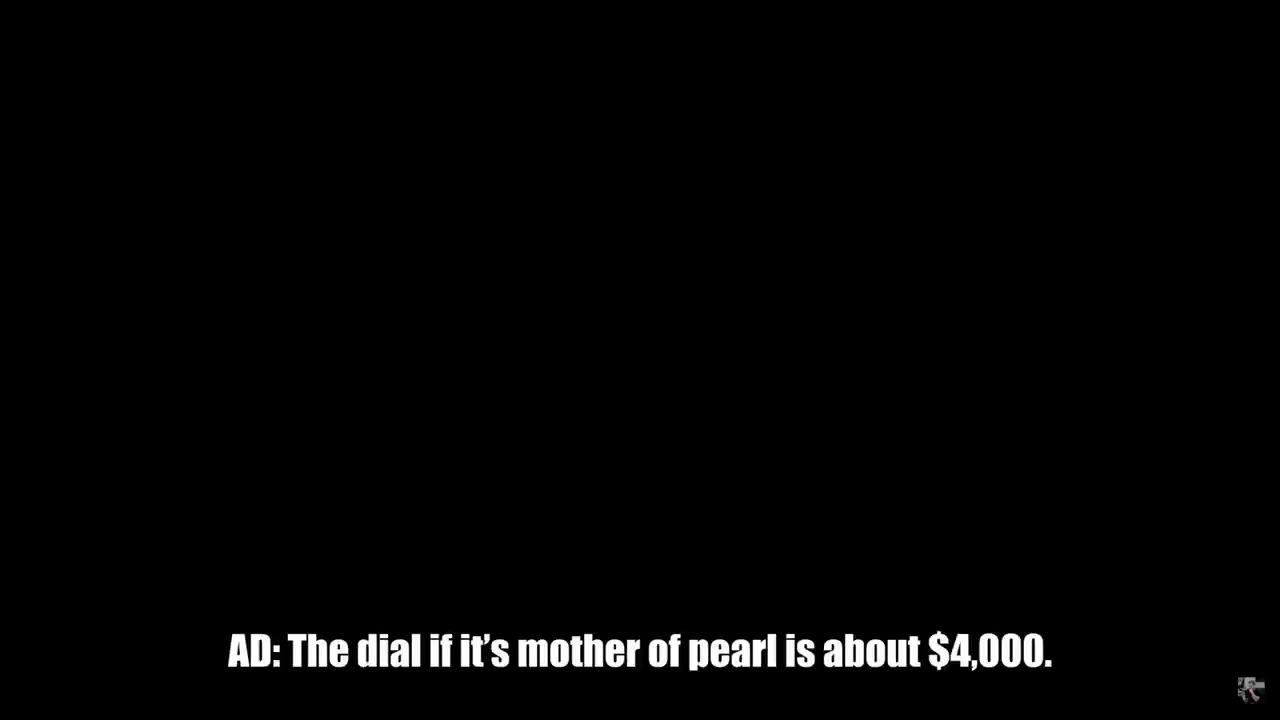 AD: The dial if it’s mother of pearl is about $4,000.